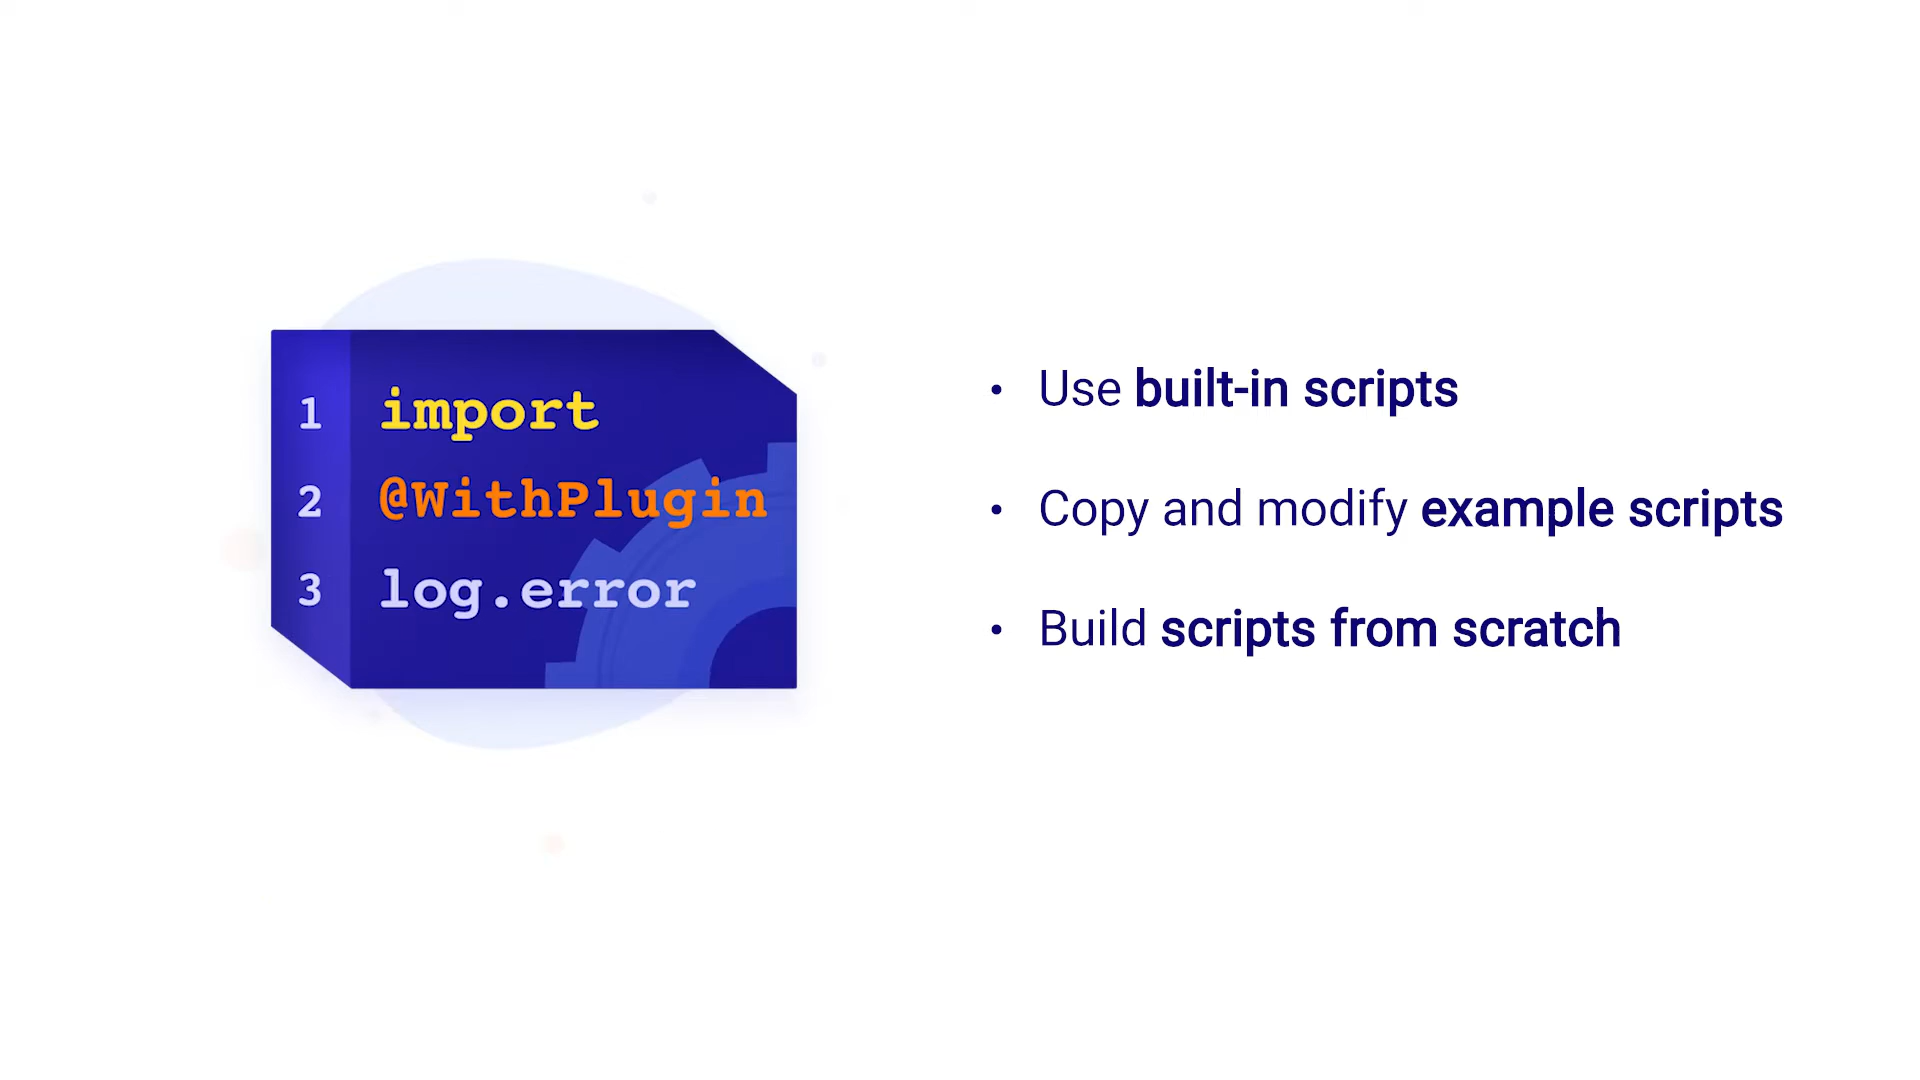 1 import
2 @WithPlugin
3 log.error
• Use built-in scripts
• Copy and modify example scripts
• Build scripts from scratch